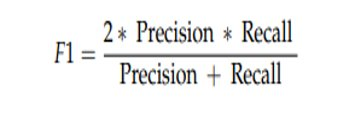 F1 = 2 * Precision * Recall
Precision + Recall